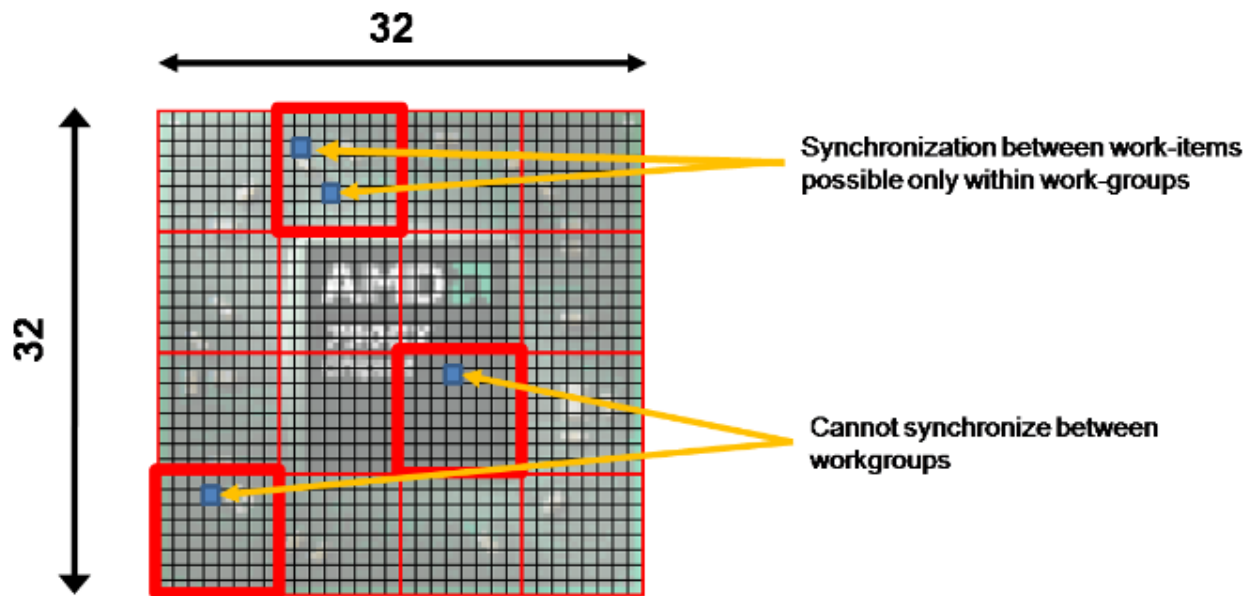 32
32
Synchronization between work-items
possible only within work-groups
AMD
Cannot synchronize between
workgroups